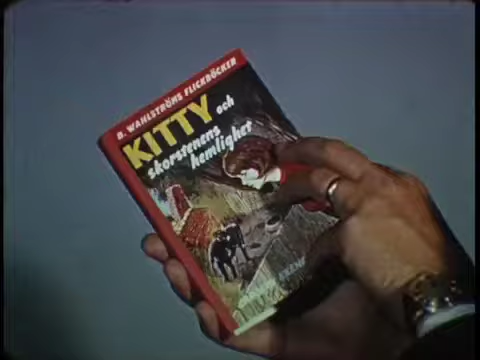 B. WAHLSTRÖMS FLICKBÖCKER
KITTY och
skorstenens
hemlighet